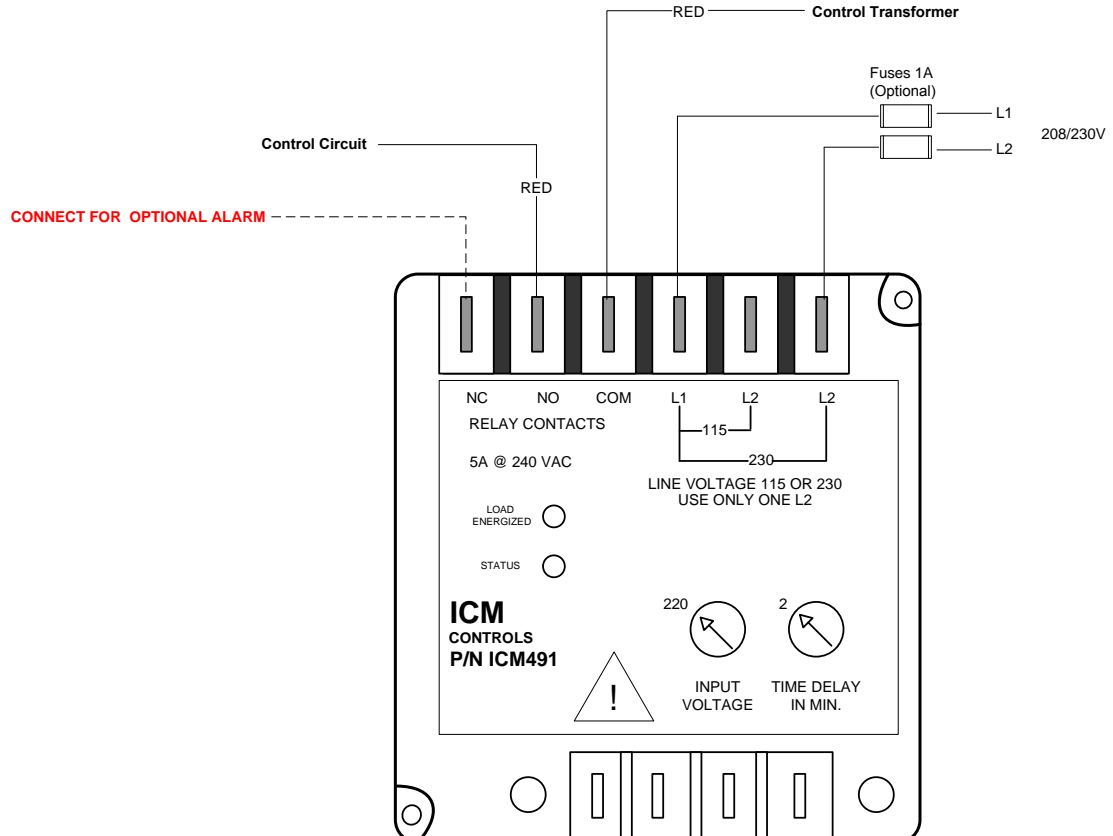 RED
Control Transformer
Fuses 1A
(Optional)
L1
208/230V
L2
Control Circuit
RED
CONNECT FOR  OPTIONAL ALARM
NC NO COM L1 L2 L2
RELAY CONTACTS
115
5A @ 240 VAC
230
LINE VOLTAGE 115 OR 230
USE ONLY ONE L2
LOAD
ENERGIZED
STATUS
ICM
CONTROLS
P/N ICM491
!
220
INPUT
VOLTAGE
2
TIME DELAY
IN MIN.